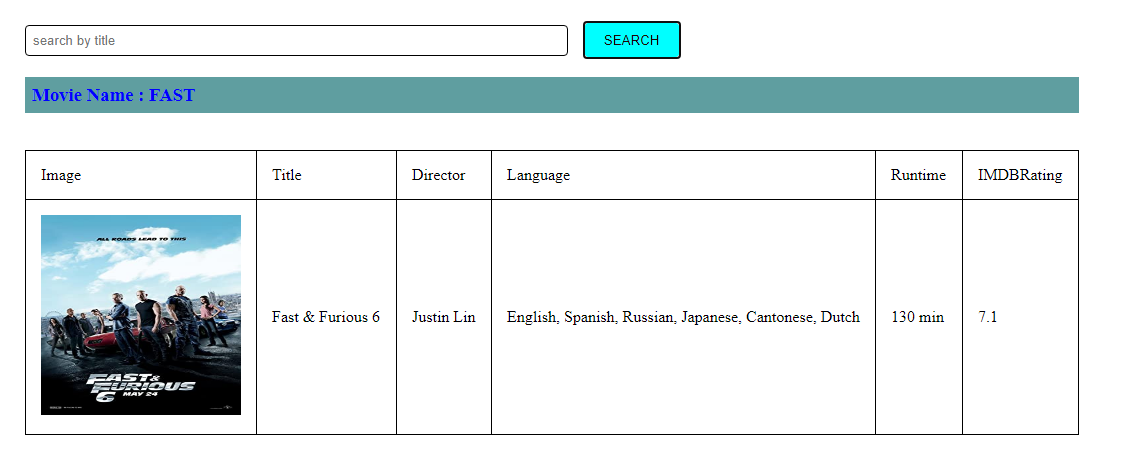 search by title
SEARCH
Movie Name : FAST
Image Title Director Language Runtime IMDBRating
ALL ROADS LEAD TO THIS
FAST &
FURIOUS
6 MAY 24
Fast & Furious 6 Justin Lin English, Spanish, Russian, Japanese, Cantonese, Dutch 130 min 7.1